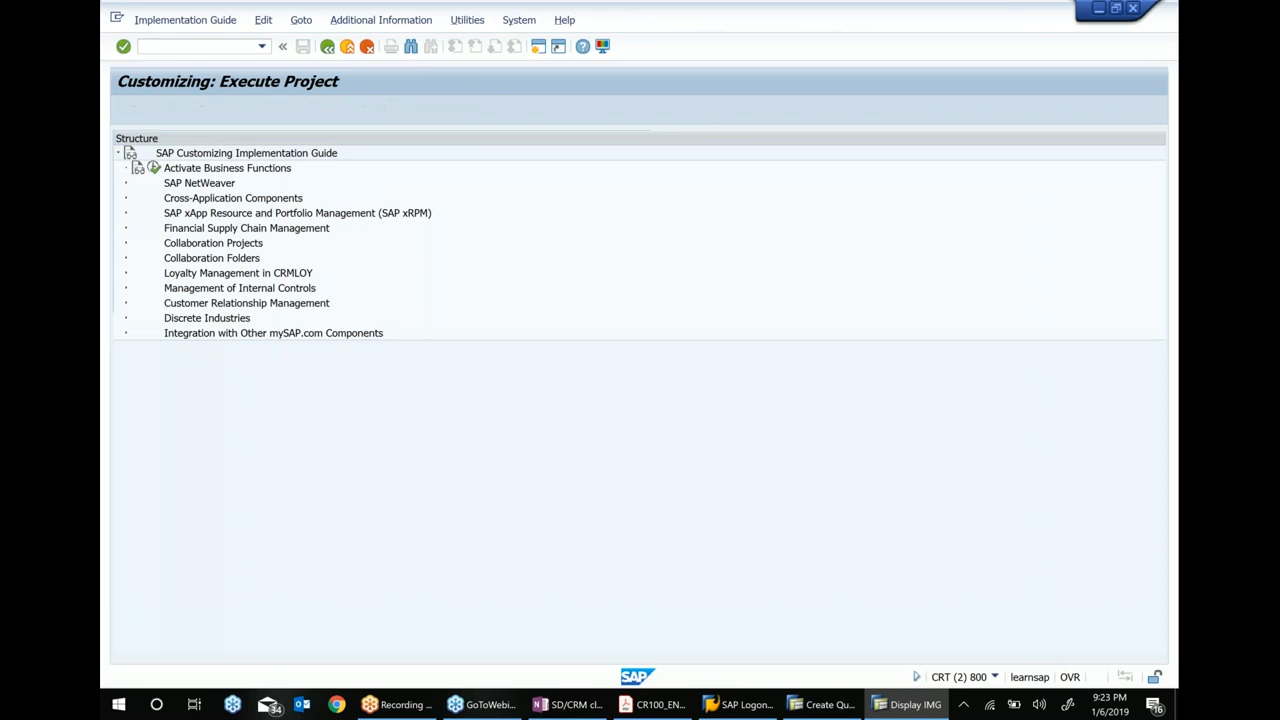 Implementation Guide Edit Goto Additional Information Utilities System Help
Customizing: Execute Project
Structure
SAP Customizing Implementation Guide
Activate Business Functions
SAP NetWeaver
Cross-Application Components
SAP xApp Resource and Portfolio Management (SAP xRPM)
Financial Supply Chain Management
Collaboration Projects
Collaboration Folders
Loyalty Management in CRMLOY
Management of Internal Controls
Customer Relationship Management
Discrete Industries
Integration with Other mySAP.com Components
SAP CRT (2) 800 learnsap OVR
34 Recording ... GoToWebi... SD/CRM cl... CR100_EN... SAP Logon... Create Qu... Display IMG 9:23 PM 16
1/6/2019